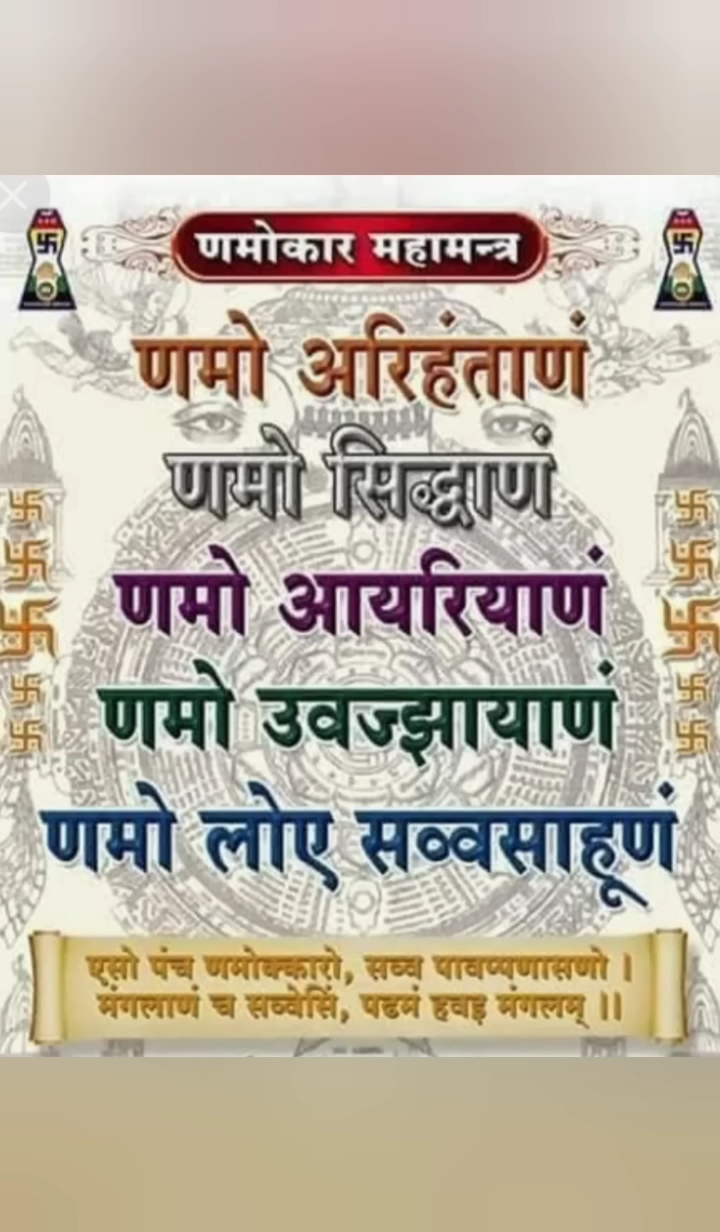 णमोकार महामन्त्र
णमो अरिहंताणं
णमो सिद्धाणं
णमो आयरियाणं
णमो उवज्झायाणं
णमो लोए सव्वसाहूणं
एसो पंच णमोक्कारो, सव्व पावप्पणासणो ।
मंगलाणं च सव्वेसिं, पढमं हवइ मंगलम् ।।